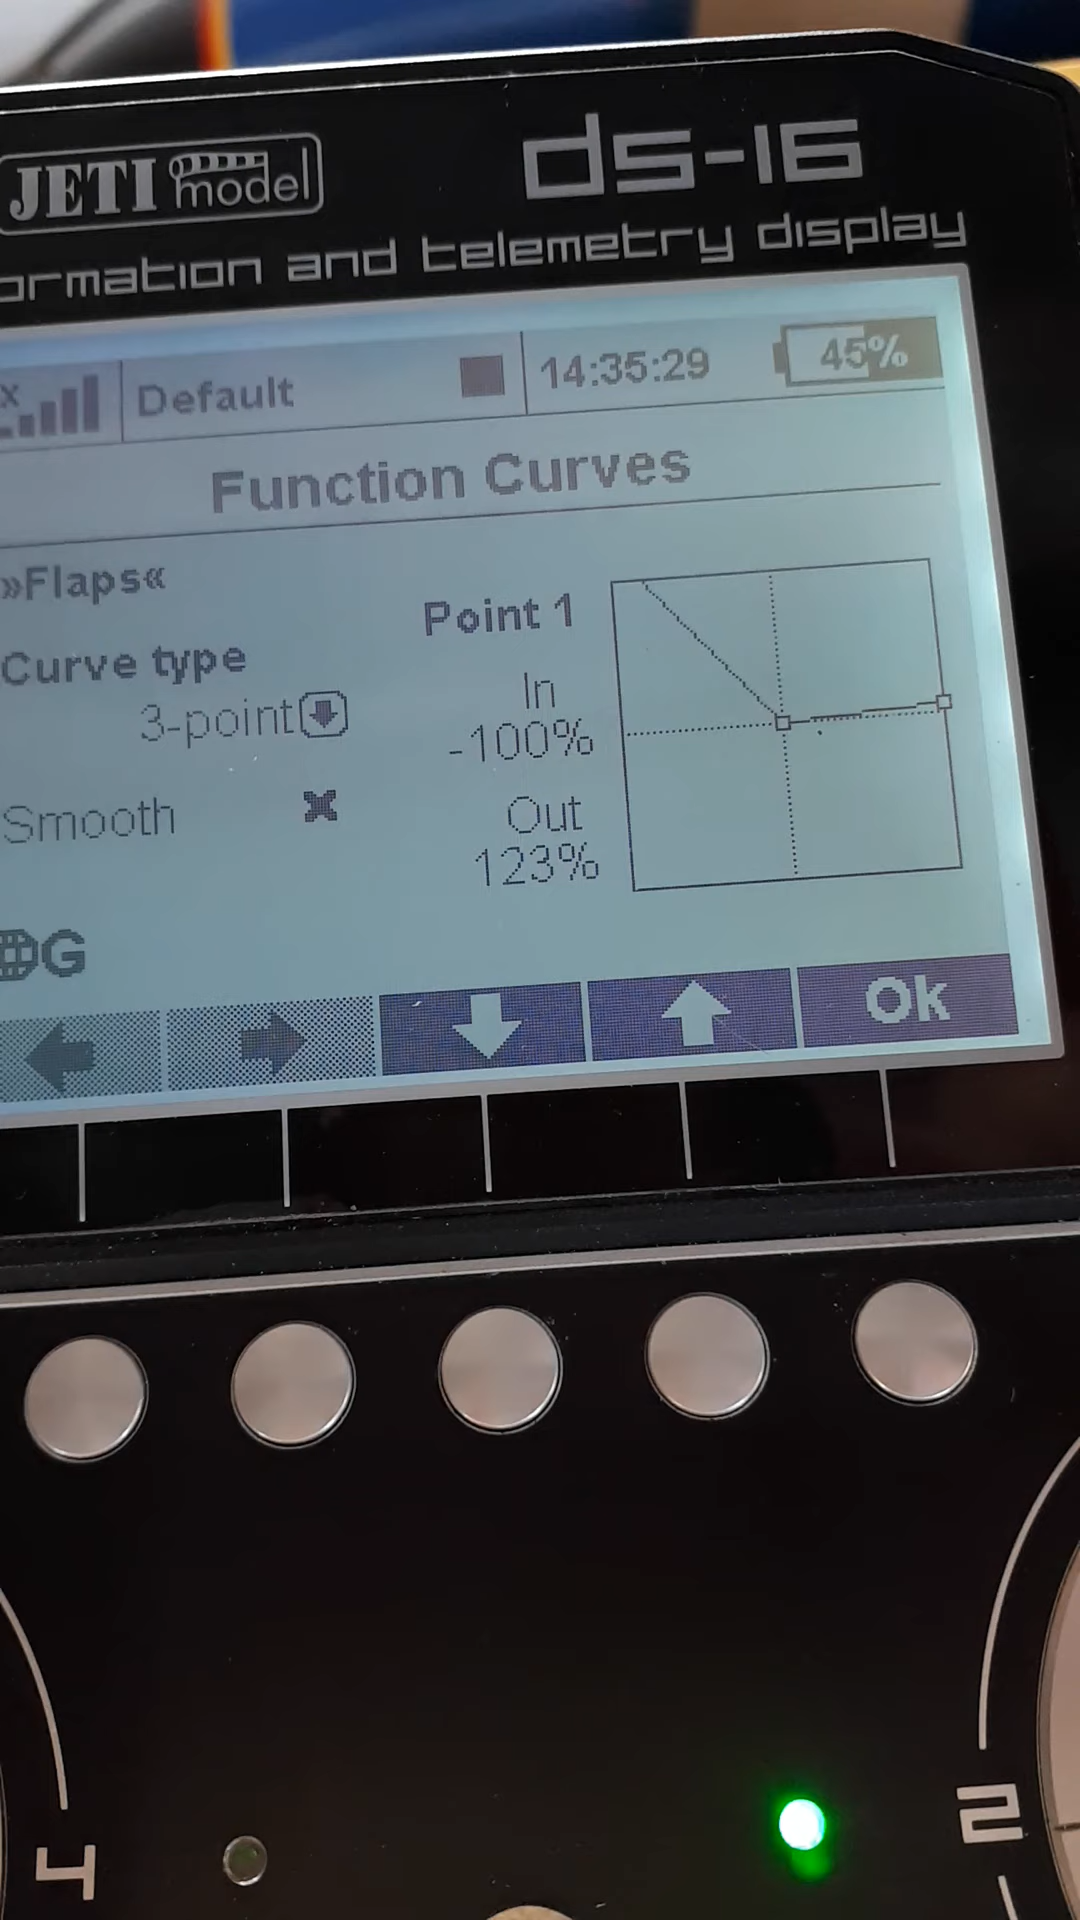 JETI model
ds-16
ormation and telemetry display
x Default 14:35:29 45%
Function Curves
»Flaps«
Point 1
Curve type
In
3-point
-100%
Smooth
Out
123%
G
Ok
2
4